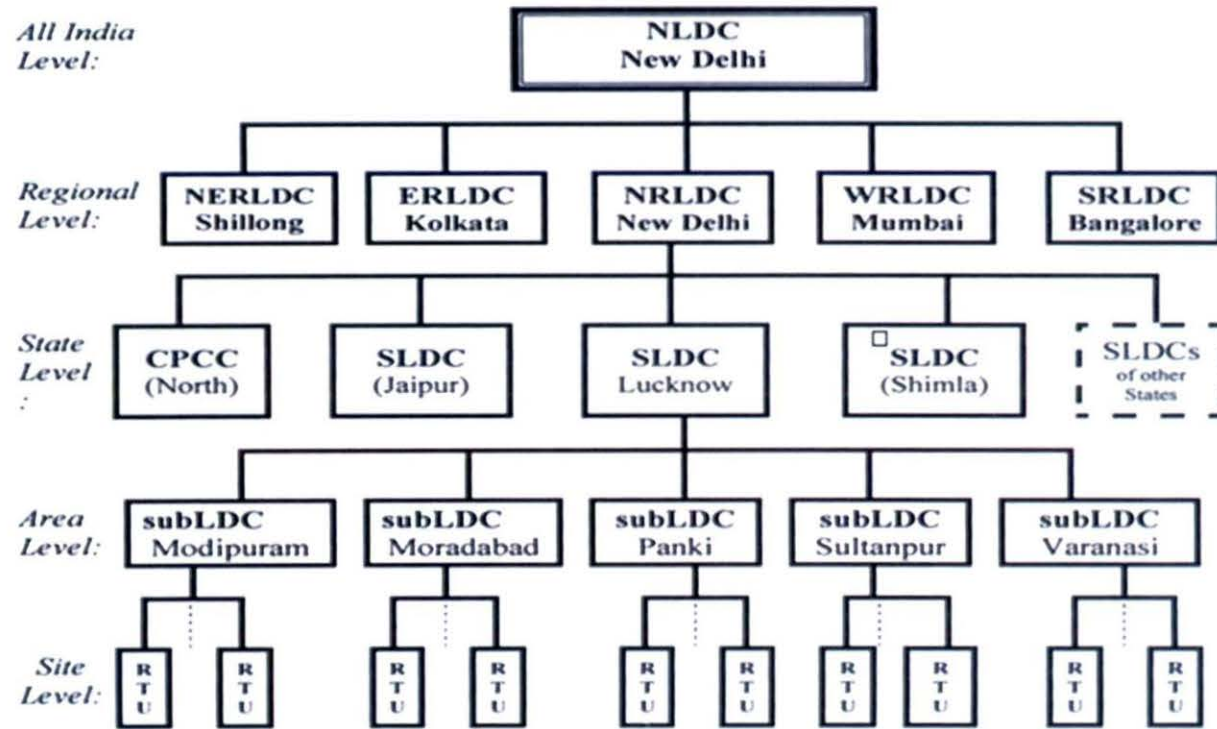 All India
Level:
NLDC
New Delhi
Regional
Level:
NERLDC
Shillong
ERLDC
Kolkata
NRLDC
New Delhi
WRLDC
Mumbai
SRLDC
Bangalore
State
Level
:
CPCC
(North)
SLDC
(Jaipur)
SLDC
Lucknow
SLDC
(Shimla)
SLDCs
of other
States
Area
Level:
subLDC
Modipuram
subLDC
Moradabad
subLDC
Panki
subLDC
Sultanpur
subLDC
Varanasi
Site
Level:
R
T
U
R
T
U
R
T
U
R
T
U
R
T
U
R
T
U
R
T
U
R
T
U
R
T
U
R
T
U